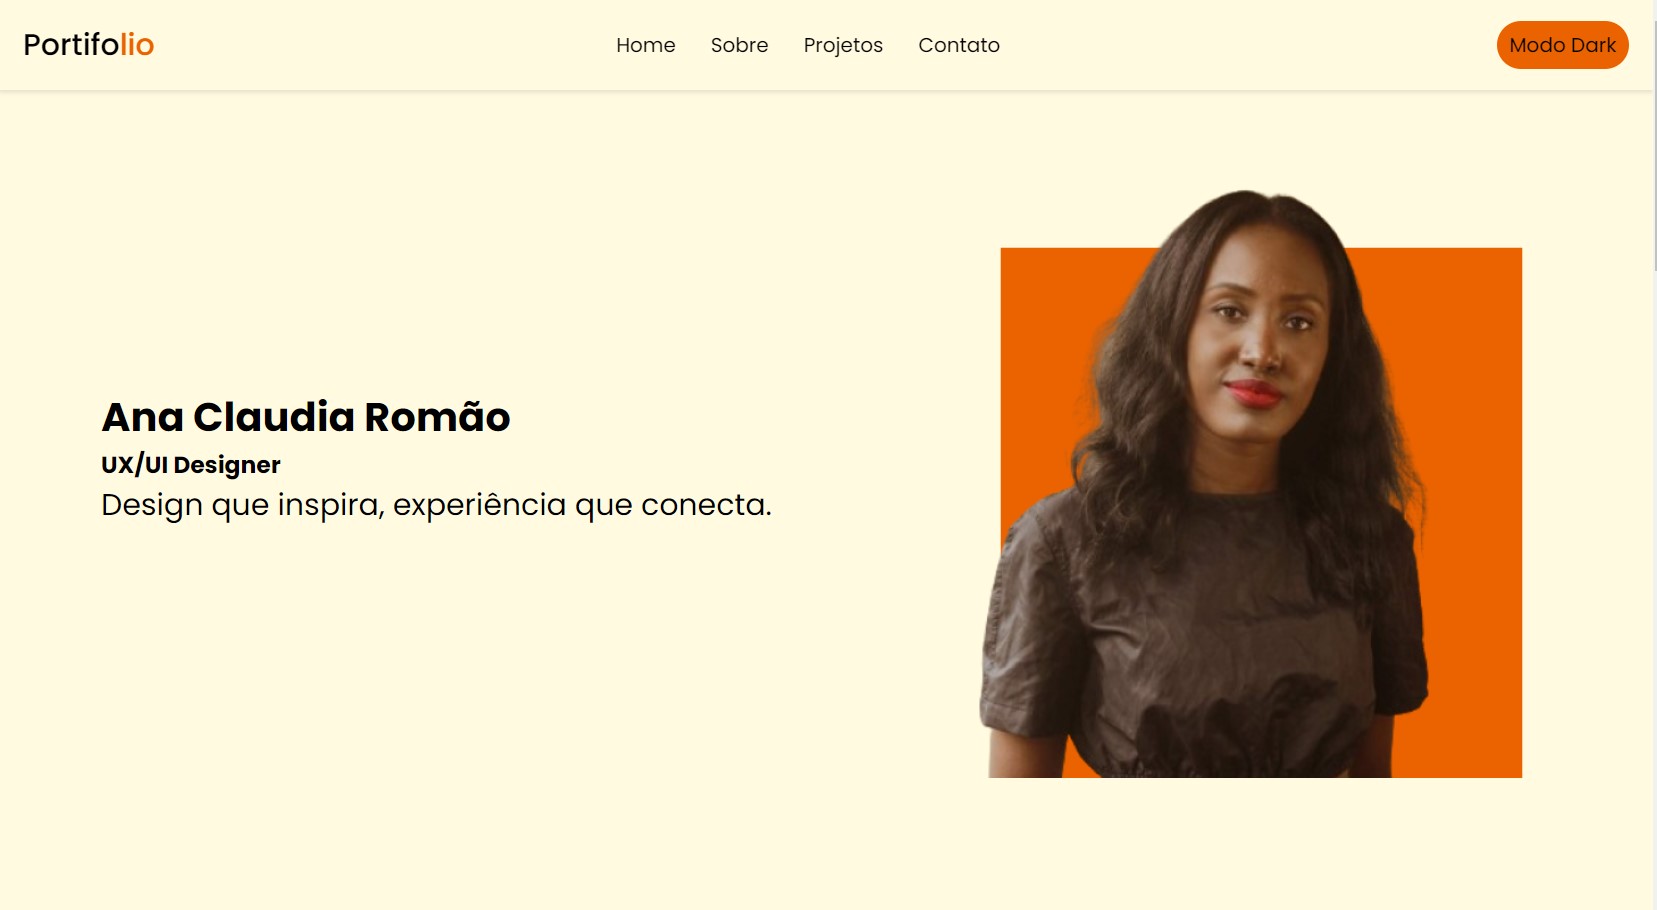 Portifolio
Home Sobre Projetos Contato
Modo Dark
Ana Claudia Romão
UX/UI Designer
Design que inspira, experiência que conecta.